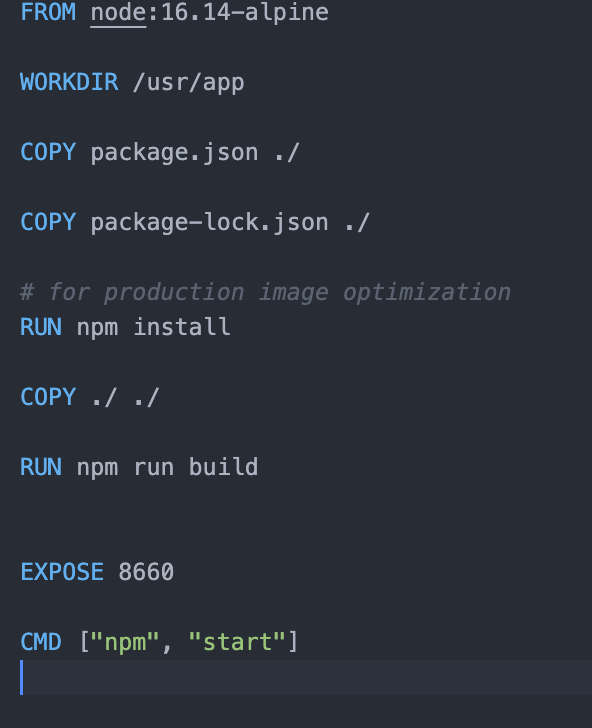 FROM node:16.14-alpine
WORKDIR /usr/app
COPY package.json ./
COPY package-lock.json ./
# for production image optimization
RUN npm install
COPY ./ ./
RUN npm run build
EXPOSE 8660
CMD ["npm", "start"]